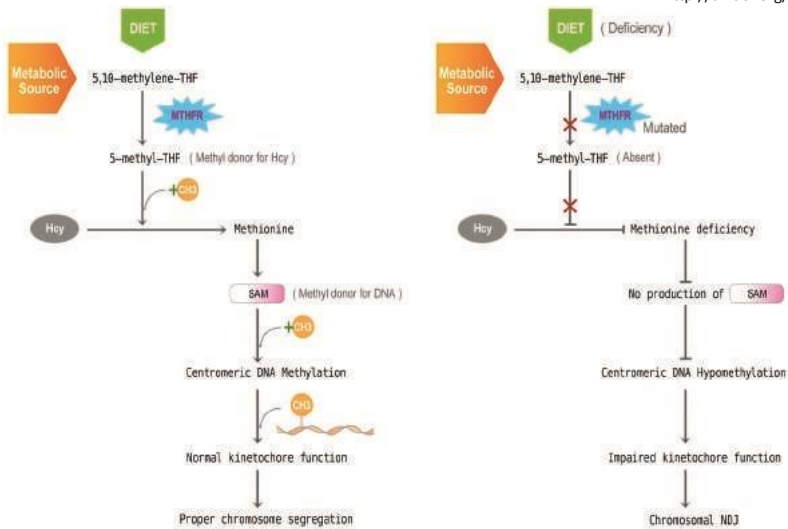 DIET
Metabolic
Source
5,10-methylene-THF
MTHFR
5-methyl-THF ( Methyl donor for Hcy )
+CH3
Hcy
Methionine
SAM ( Methyl donor for DNA )
+CH3
Centromeric DNA Methylation
CH3
Normal kinetochore function
Proper chromosome segregation
DIET ( Deficiency )
Metabolic
Source
5,10-methylene-THF
MTHFR
Mutated
5-methyl-THF ( Absent )
Hcy
Methionine deficiency
No production of SAM
Centromeric DNA Hypomethylation
Impaired kinetochore function
Chromosomal NDJ